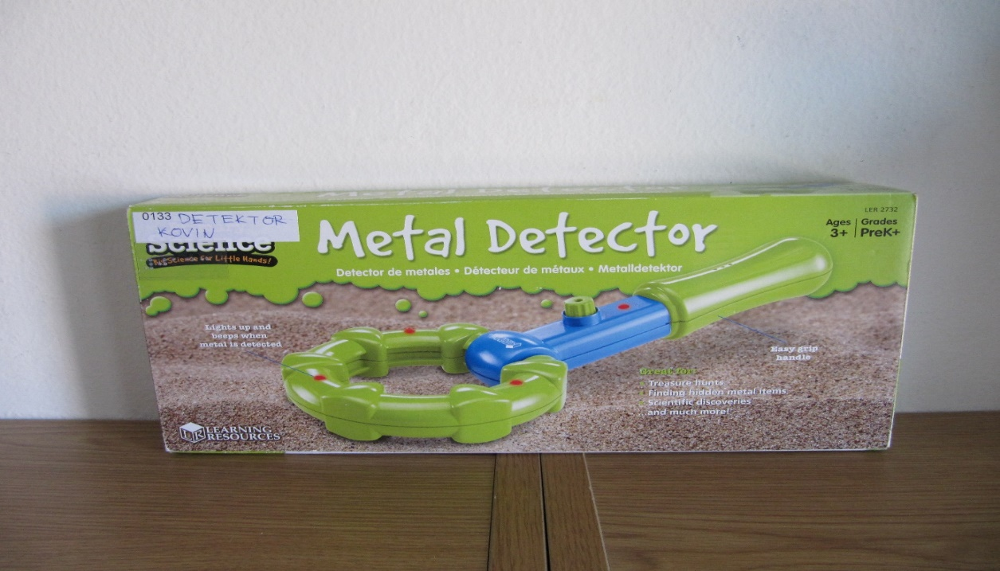 0133 DETEKTOR
KOVIN
Science
Science for Little Hands!
Metal Detector
Detector de metales • Détecteur de métaux • Metalldetektor
LER 2732
Ages
3+
Grades
PreK+
Lights up and
beeps when
metal is detected
Easy grip
handle
Great for:
Treasure hunts
Finding hidden metal items
Scientific discoveries
...and much more!
LEARNING
RESOURCES